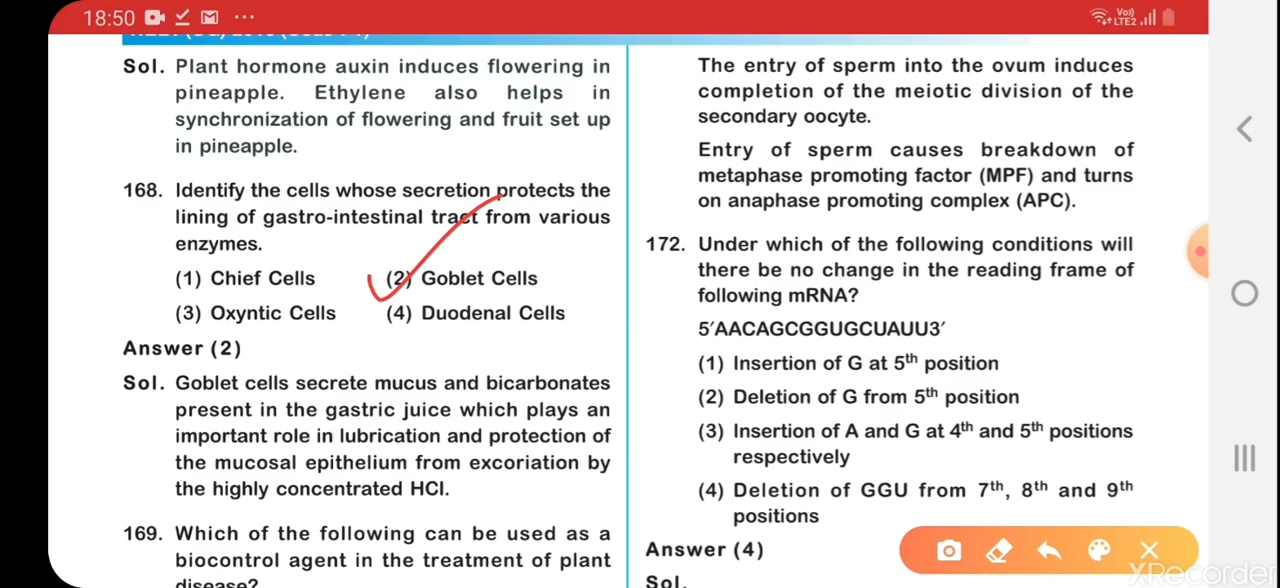 18:50
Vo))
LTE2
Sol. Plant hormone auxin induces flowering in
pineapple. Ethylene also helps in
synchronization of flowering and fruit set up
in pineapple.
168. Identify the cells whose secretion protects the
lining of gastro-intestinal tract from various
enzymes.
(1) Chief Cells (2) Goblet Cells
(3) Oxyntic Cells (4) Duodenal Cells
Answer (2)
Sol. Goblet cells secrete mucus and bicarbonates
present in the gastric juice which plays an
important role in lubrication and protection of
the mucosal epithelium from excoriation by
the highly concentrated HCl.
169. Which of the following can be used as a
biocontrol agent in the treatment of plant
disease?
The entry of sperm into the ovum induces
completion of the meiotic division of the
secondary oocyte.
Entry of sperm causes breakdown of
metaphase promoting factor (MPF) and turns
on anaphase promoting complex (APC).
172. Under which of the following conditions will
there be no change in the reading frame of
following mRNA?
5′AACAGCGGUGCUAUU3′
(1) Insertion of G at 5th position
(2) Deletion of G from 5th position
(3) Insertion of A and G at 4th and 5th positions
respectively
(4) Deletion of GGU from 7th, 8th and 9th
positions
Answer (4)
Sol.
XRecorder